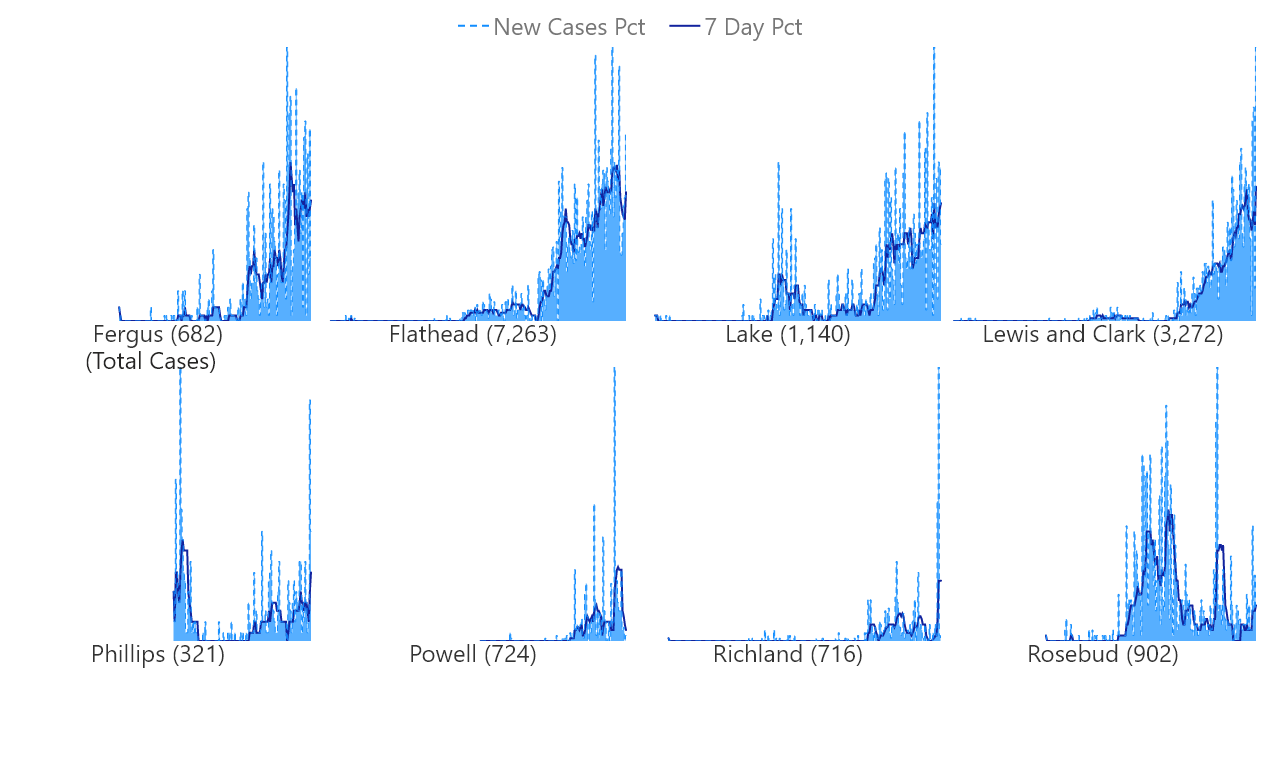 New Cases Pct 7 Day Pct
Fergus (682) Flathead (7,263) Lake (1,140) Lewis and Clark (3,272)
(Total Cases)
Phillips (321) Powell (724) Richland (716) Rosebud (902)